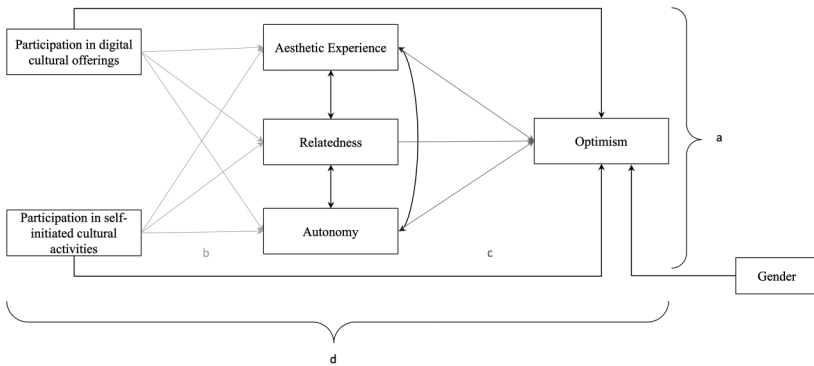 Participation in digital
cultural offerings
Aesthetic Experience
Relatedness
Optimism
a
Participation in self-
initiated cultural
activities
Autonomy
b
c
Gender
d